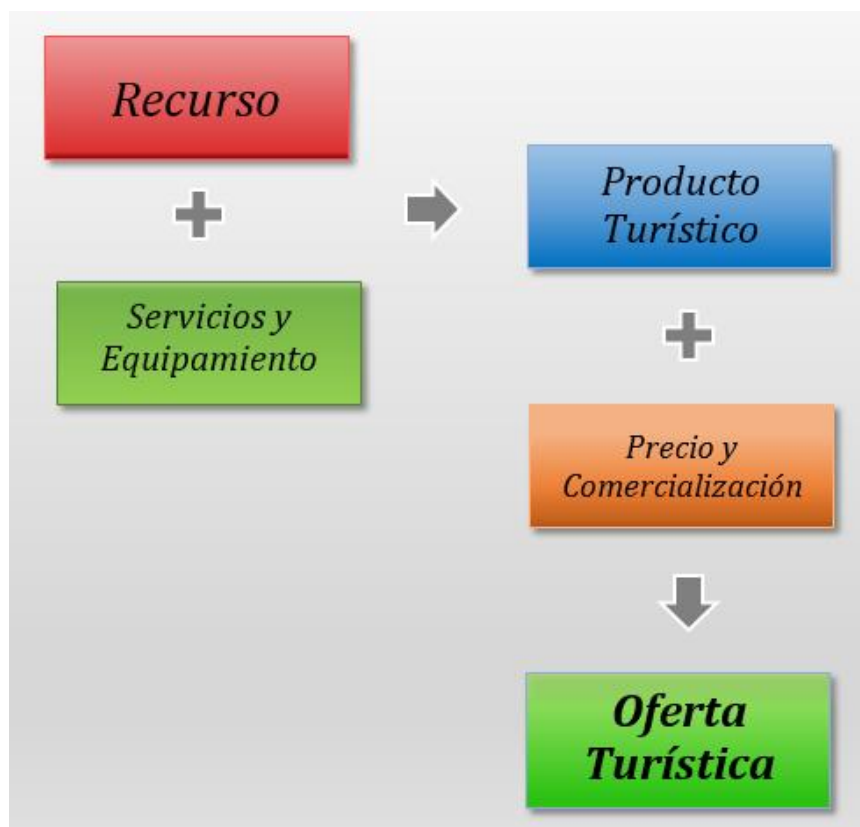 Recurso
Servicios y
Equipamiento
Producto
Turístico
Precio y
Comercialización
Oferta
Turística